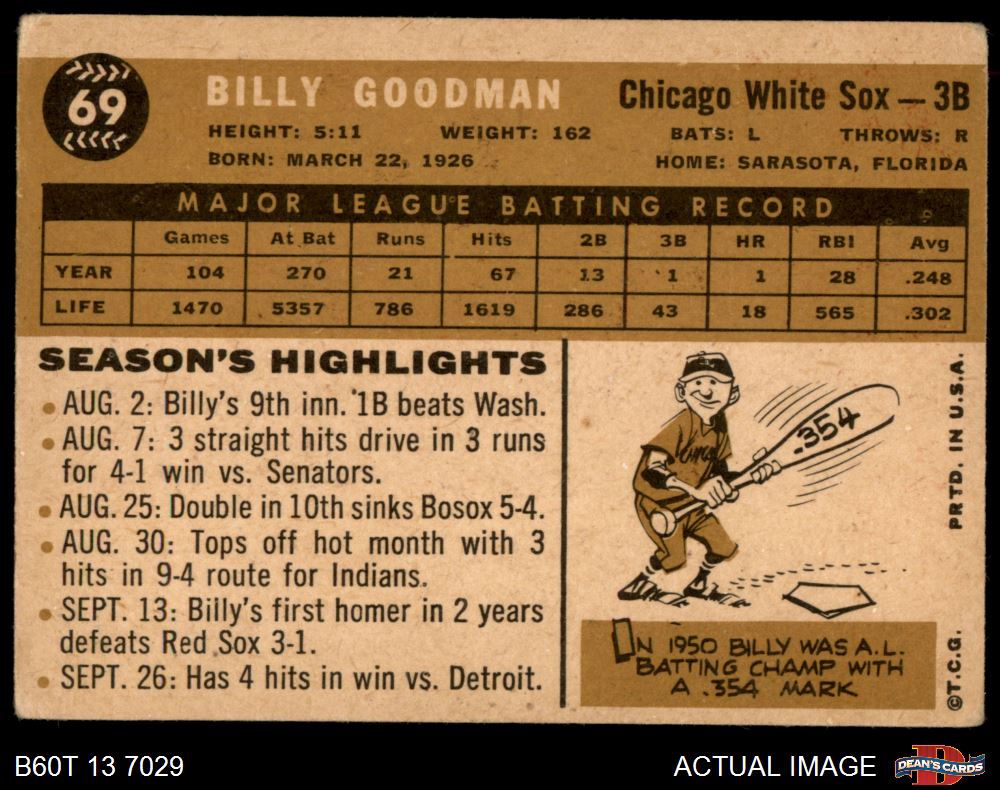 69
BILLY GOODMAN
Chicago White Sox — 3B
HEIGHT: 5:11 WEIGHT: 162 BATS: L THROWS: R
BORN: MARCH 22, 1926 HOME: SARASOTA, FLORIDA
MAJOR LEAGUE BATTING RECORD
Games At Bat Runs Hits 2B 3B HR RBI Avg
YEAR 104 270 21 67 13 1 1 28 .248
LIFE 1470 5357 786 1619 286 43 18 565 .302
SEASON'S HIGHLIGHTS
• AUG. 2: Billy's 9th inn. 1B beats Wash.
• AUG. 7: 3 straight hits drive in 3 runs
for 4-1 win vs. Senators.
• AUG. 25: Double in 10th sinks Bosox 5-4.
• AUG. 30: Tops off hot month with 3
hits in 9-4 route for Indians.
• SEPT. 13: Billy's first homer in 2 years
defeats Red Sox 3-1.
• SEPT. 26: Has 4 hits in win vs. Detroit.
.354
IN 1950 BILLY WAS A.L.
BATTING CHAMP WITH
A .354 MARK
©T.C.G. PRTD. IN U.S.A.
B60T 13 7029
ACTUAL IMAGE
DEAN'S CARDS